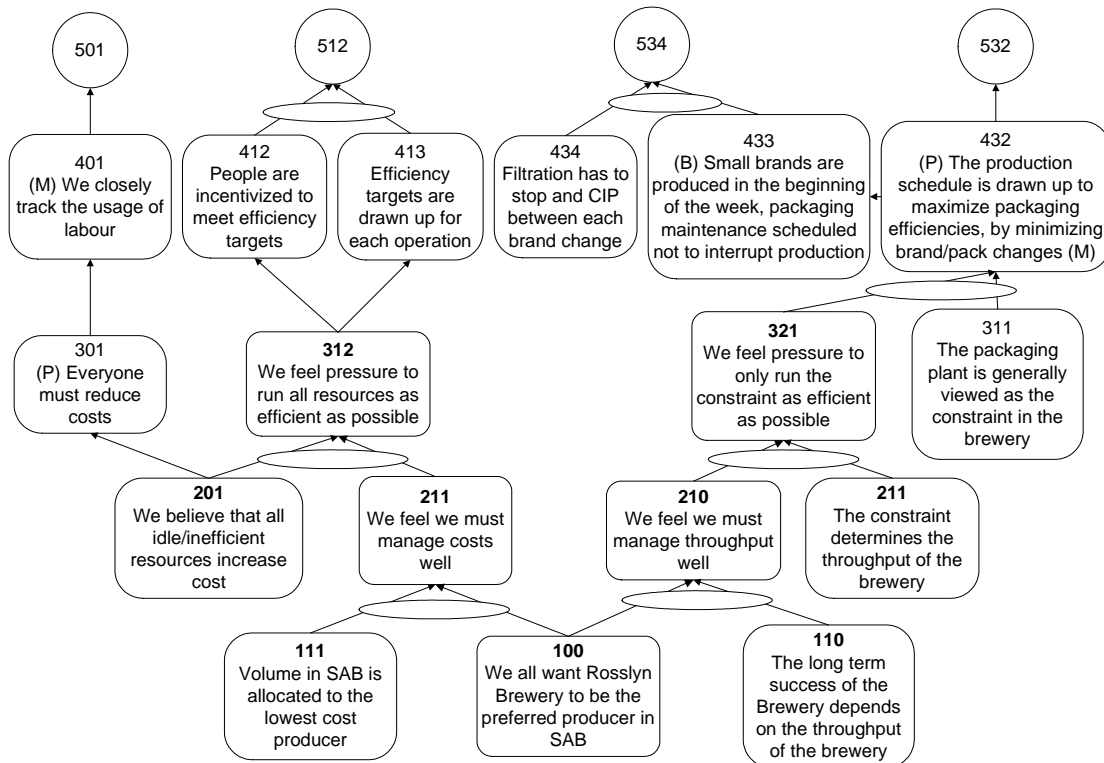 501
512
534
532
401
(M) We closely
track the usage of
labour
412
People are
incentivized to
meet efficiency
targets
413
Efficiency
targets are
drawn up for
each operation
434
Filtration has to
stop and CIP
between each
brand change
433
(B) Small brands are
produced in the beginning
of the week, packaging
maintenance scheduled
not to interrupt production
432
(P) The production
schedule is drawn up to
maximize packaging
efficiencies, by minimizing
brand/pack changes (M)
301
(P) Everyone
must reduce
costs
312
We feel pressure to
run all resources as
efficient as possible
321
We feel pressure to
only run the
constraint as efficient
as possible
311
The packaging
plant is generally
viewed as the
constraint in the
brewery
201
We believe that all
idle/inefficient
resources increase
cost
211
We feel we must
manage costs
well
210
We feel we must
manage throughput
well
211
The constraint
determines the
throughput of the
brewery
111
Volume in SAB is
allocated to the
lowest cost
producer
100
We all want Rosslyn
Brewery to be the
preferred producer in
SAB
110
The long term
success of the
Brewery depends
on the throughput
of the brewery